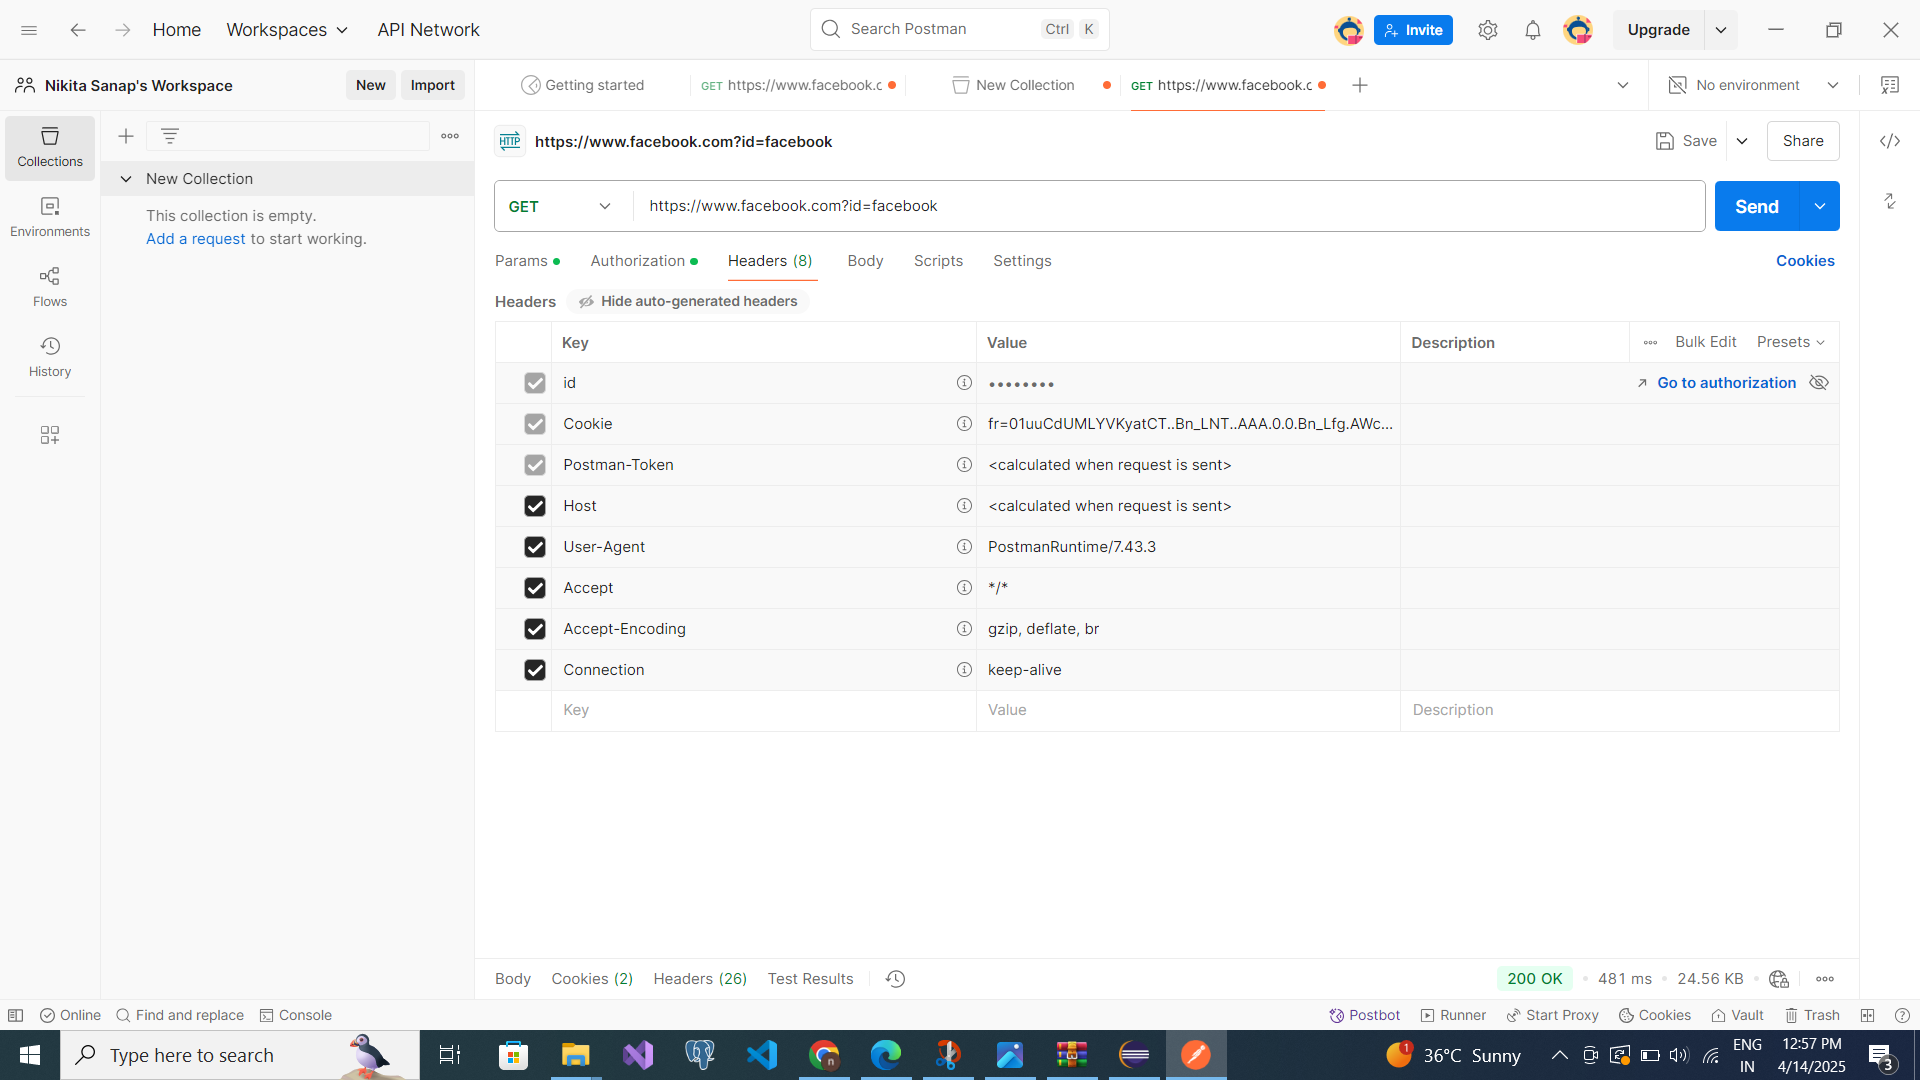 Home
Workspaces
API Network
Search Postman
Ctrl
K
Invite
Upgrade
Nikita Sanap's Workspace
New
Import
Getting started
GET https://www.facebook.c
New Collection
GET https://www.facebook.c
No environment
Collections
Environments
Flows
History
New Collection
This collection is empty.
Add a request to start working.
HTTP
https://www.facebook.com?id=facebook
Save
Share
GET
https://www.facebook.com?id=facebook
Send
Params
Authorization
Headers (8)
Body
Scripts
Settings
Cookies
Headers
Hide auto-generated headers
Key
Value
Description
Bulk Edit
Presets
id
••••••••
Go to authorization
Cookie
fr=01uuCdUMLYVKyatCT..Bn_LNT..AAA.0.0.Bn_Lfg.AWc...
Postman-Token
<calculated when request is sent>
Host
<calculated when request is sent>
User-Agent
PostmanRuntime/7.43.3
Accept
*/*
Accept-Encoding
gzip, deflate, br
Connection
keep-alive
Key
Value
Description
Body
Cookies (2)
Headers (26)
Test Results
200 OK
481 ms
24.56 KB
Online
Find and replace
Console
Postbot
Runner
Start Proxy
Cookies
Vault
Trash
Type here to search
n
1
36°C Sunny
ENG
IN
12:57 PM
4/14/2025
3